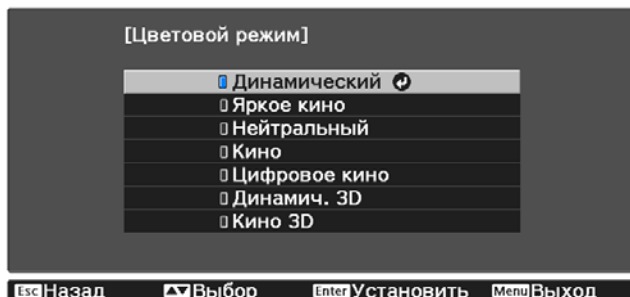 [Цветовой режим]
Динамический
Яркое кино
Нейтральный
Кино
Цифровое кино
Динамич. 3D
Кино 3D
Esc Назад Выбор Enter Установить Menu Выход